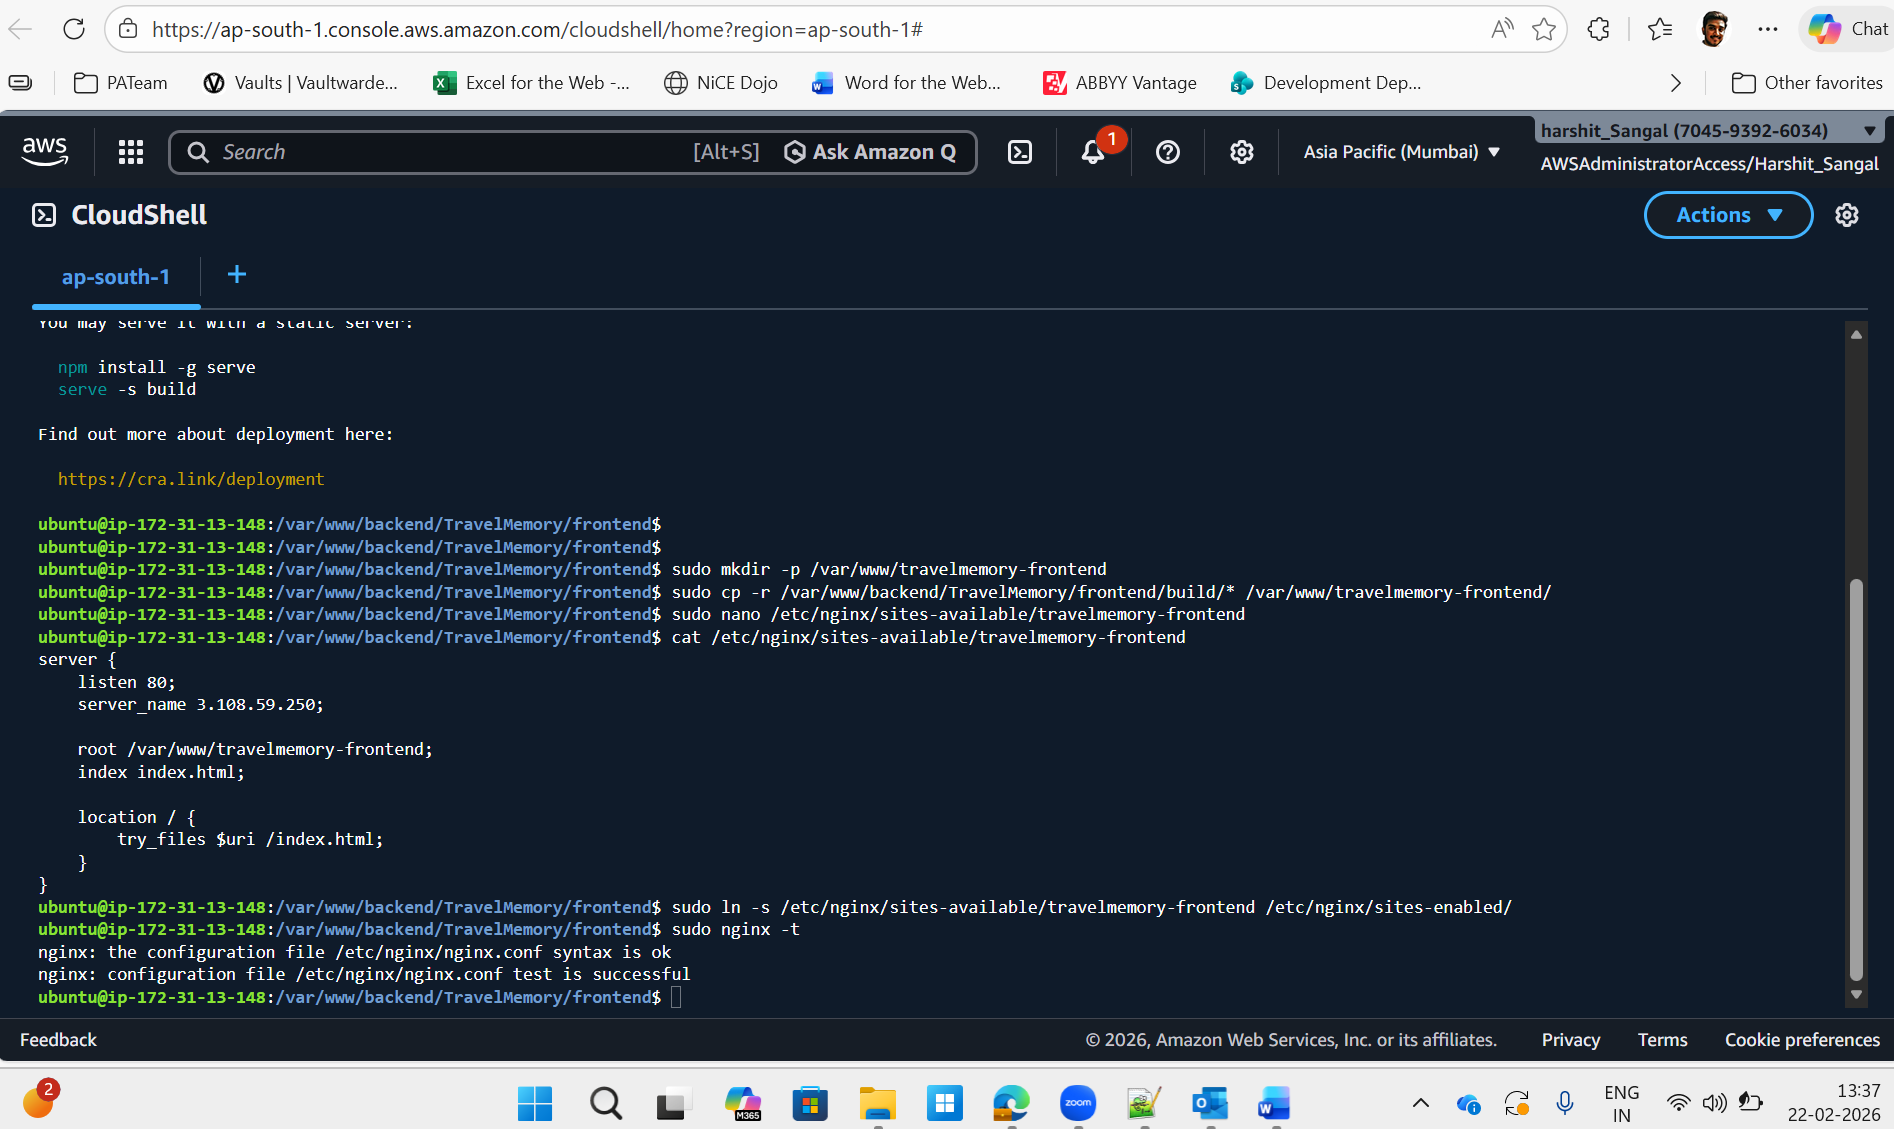 https://ap-south-1.console.aws.amazon.com/cloudshell/home?region=ap-south-1#
Chat
PATeam
Vaults | Vaultwarde...
Excel for the Web -...
NiCE Dojo
Word for the Web...
ABBYY Vantage
Development Dep...
Other favorites
aws
Search
[Alt+S]
Ask Amazon Q
1
Asia Pacific (Mumbai)
harshit_Sangal (7045-9392-6034)
AWSAdministratorAccess/Harshit_Sangal
CloudShell
Actions
ap-south-1
You may serve it with a static server:
npm install -g serve
serve -s build
Find out more about deployment here:
https://cra.link/deployment
ubuntu@ip-172-31-13-148:/var/www/backend/TravelMemory/frontend$
ubuntu@ip-172-31-13-148:/var/www/backend/TravelMemory/frontend$
ubuntu@ip-172-31-13-148:/var/www/backend/TravelMemory/frontend$ sudo mkdir -p /var/www/travelmemory-frontend
ubuntu@ip-172-31-13-148:/var/www/backend/TravelMemory/frontend$ sudo cp -r /var/www/backend/TravelMemory/frontend/build/* /var/www/travelmemory-frontend/
ubuntu@ip-172-31-13-148:/var/www/backend/TravelMemory/frontend$ sudo nano /etc/nginx/sites-available/travelmemory-frontend
ubuntu@ip-172-31-13-148:/var/www/backend/TravelMemory/frontend$ cat /etc/nginx/sites-available/travelmemory-frontend
server {
listen 80;
server_name 3.108.59.250;
root /var/www/travelmemory-frontend;
index index.html;
location / {
try_files $uri /index.html;
}
}
ubuntu@ip-172-31-13-148:/var/www/backend/TravelMemory/frontend$ sudo ln -s /etc/nginx/sites-available/travelmemory-frontend /etc/nginx/sites-enabled/
ubuntu@ip-172-31-13-148:/var/www/backend/TravelMemory/frontend$ sudo nginx -t
nginx: the configuration file /etc/nginx/nginx.conf syntax is ok
nginx: configuration file /etc/nginx/nginx.conf test is successful
ubuntu@ip-172-31-13-148:/var/www/backend/TravelMemory/frontend$
Feedback
© 2026, Amazon Web Services, Inc. or its affiliates.
Privacy
Terms
Cookie preferences
2
M365
zoom
ENG
IN
13:37
22-02-2026